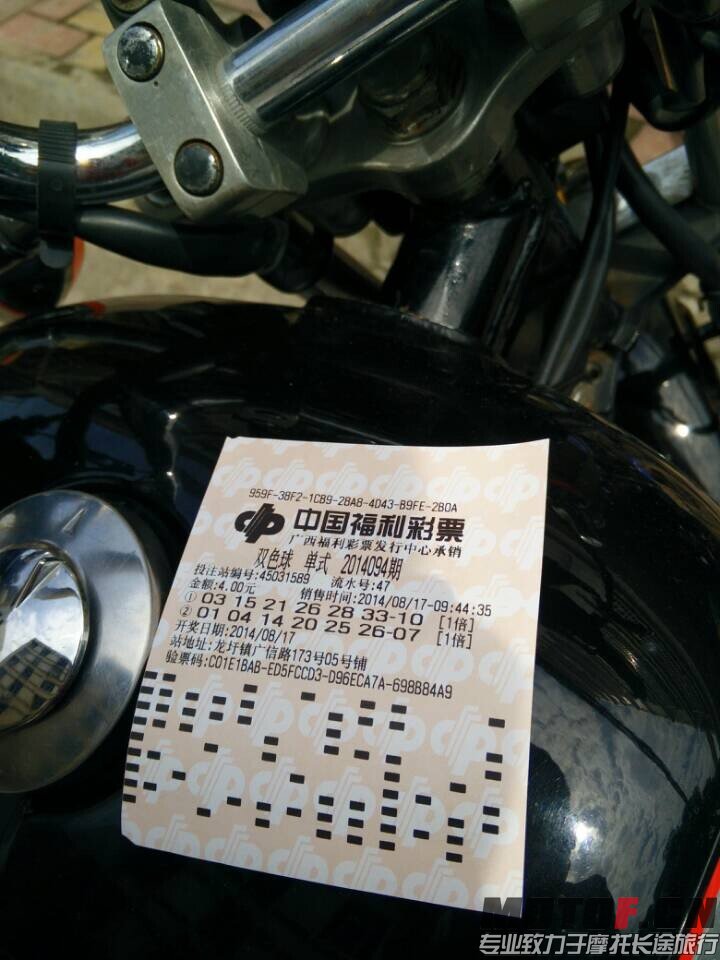 959F-38F2-1CB9-28A8-4D43-B9FE-2B0A
中国福利彩票
广西福利彩票发行中心承销
双色球 单式 2014094期
投注站编号:45031589 流水号:47
金额:4.00元 销售时间:2014/08/17-09:44:35
① 03 15 21 26 28 33-10 [1倍]
② 01 04 14 20 25 26-07 [1倍]
开奖日期:2014/08/17
站地址:龙圩镇广信路173号05号铺
验票码:C01E1BAB-ED5FCCD3-D96ECA7A-698B84A9
MOTOF.CN
专业致力于摩托长途旅行